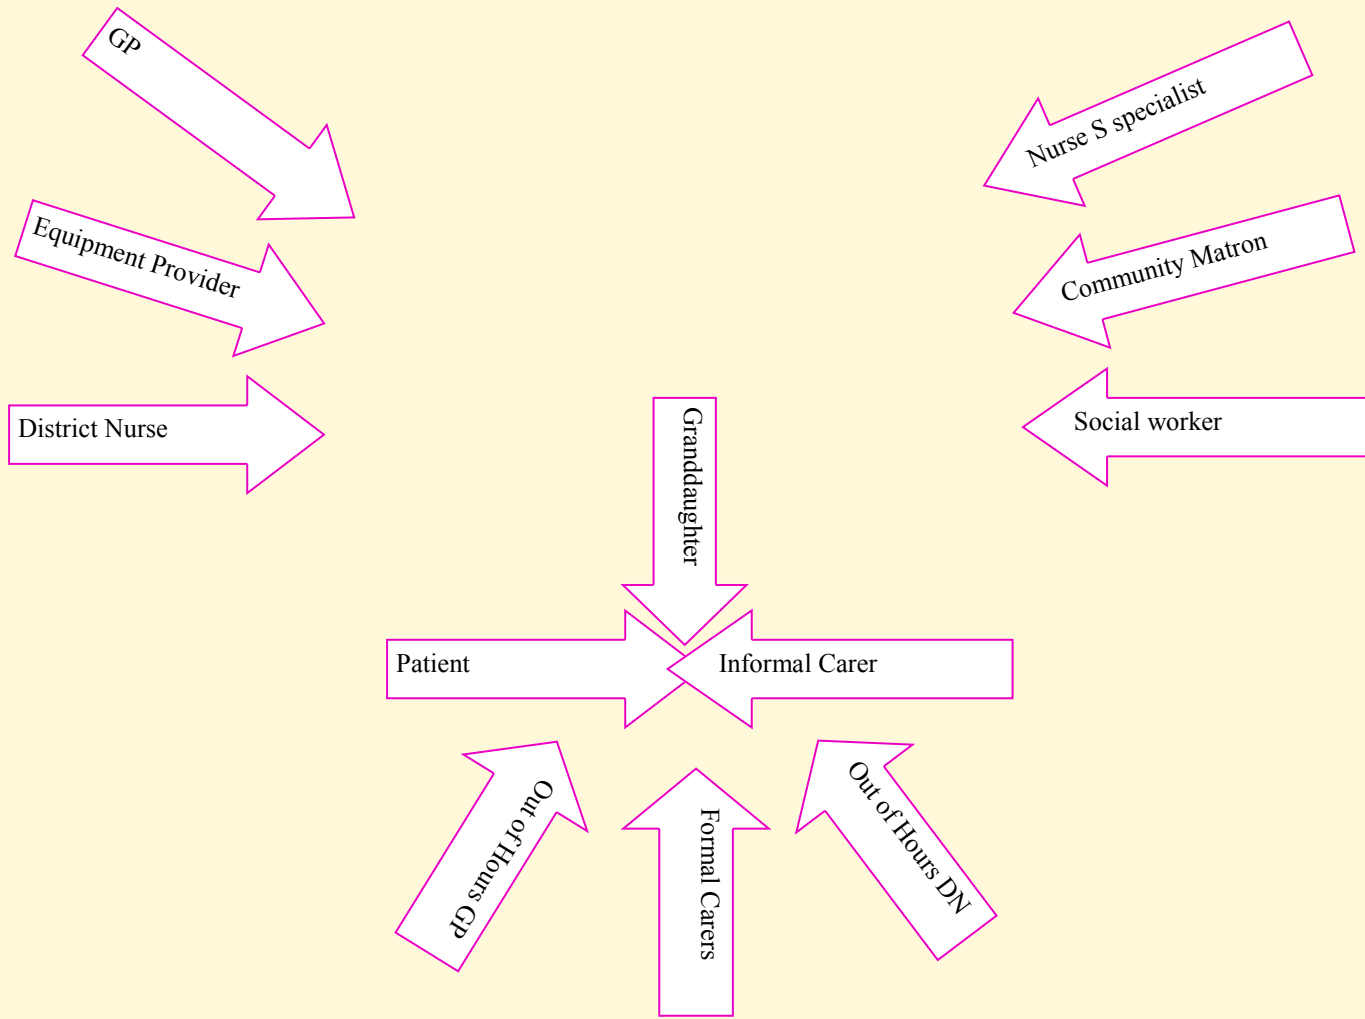 GP
Nurse S specialist
Equipment Provider
Community Matron
District Nurse
Social worker
Granddaughter
Patient
Informal Carer
Out of Hours GP
Formal Carers
Out of Hours DN